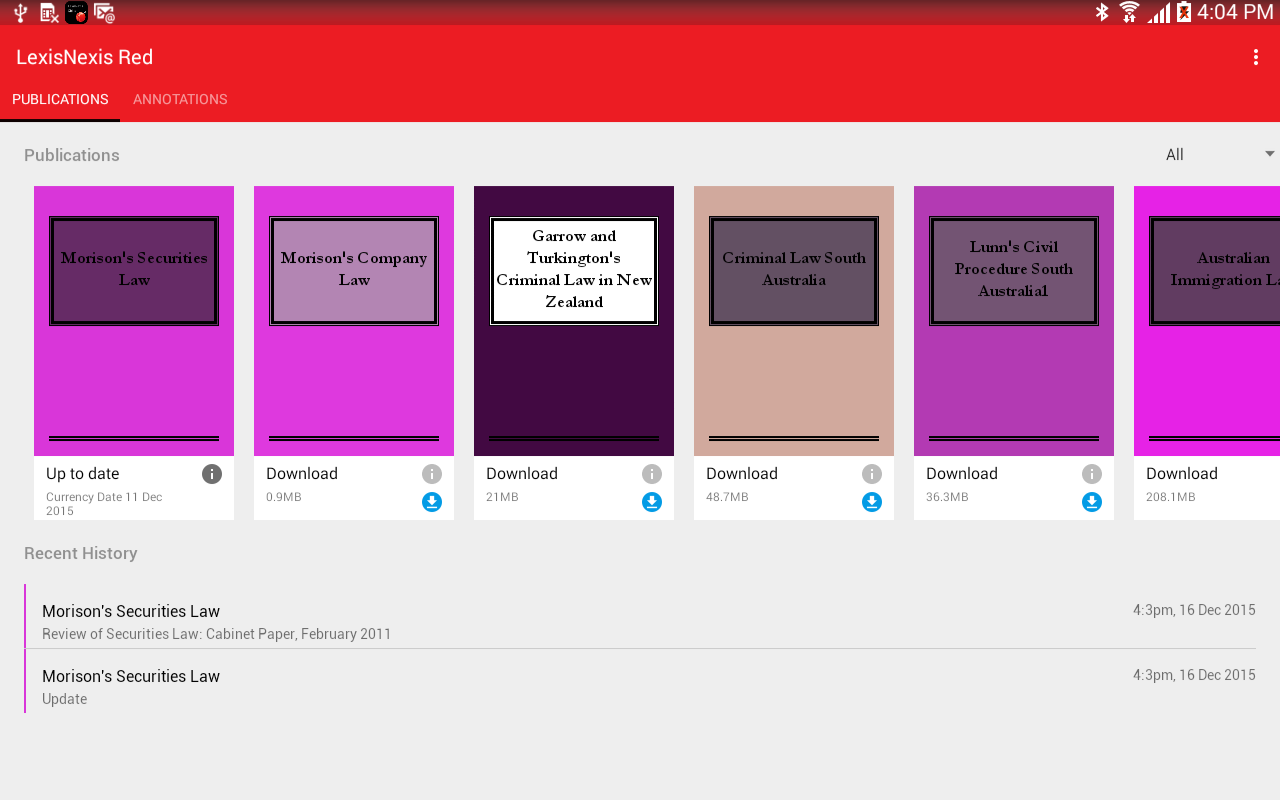 4:04 PM
LexisNexis Red
PUBLICATIONS
ANNOTATIONS
Publications
All
Morison's Securities
Law
Up to date
Currency Date 11 Dec
2015
Morison's Company
Law
Download
0.9MB
Garrow and
Turkington's
Criminal Law in New
Zealand
Download
21MB
Criminal Law South
Australia
Download
48.7MB
Lunn's Civil
Procedure South
Australia1
Download
36.3MB
Australian
Immigration La
Download
208.1MB
Recent History
Morison's Securities Law
4:3pm, 16 Dec 2015
Review of Securities Law: Cabinet Paper, February 2011
Morison's Securities Law
4:3pm, 16 Dec 2015
Update